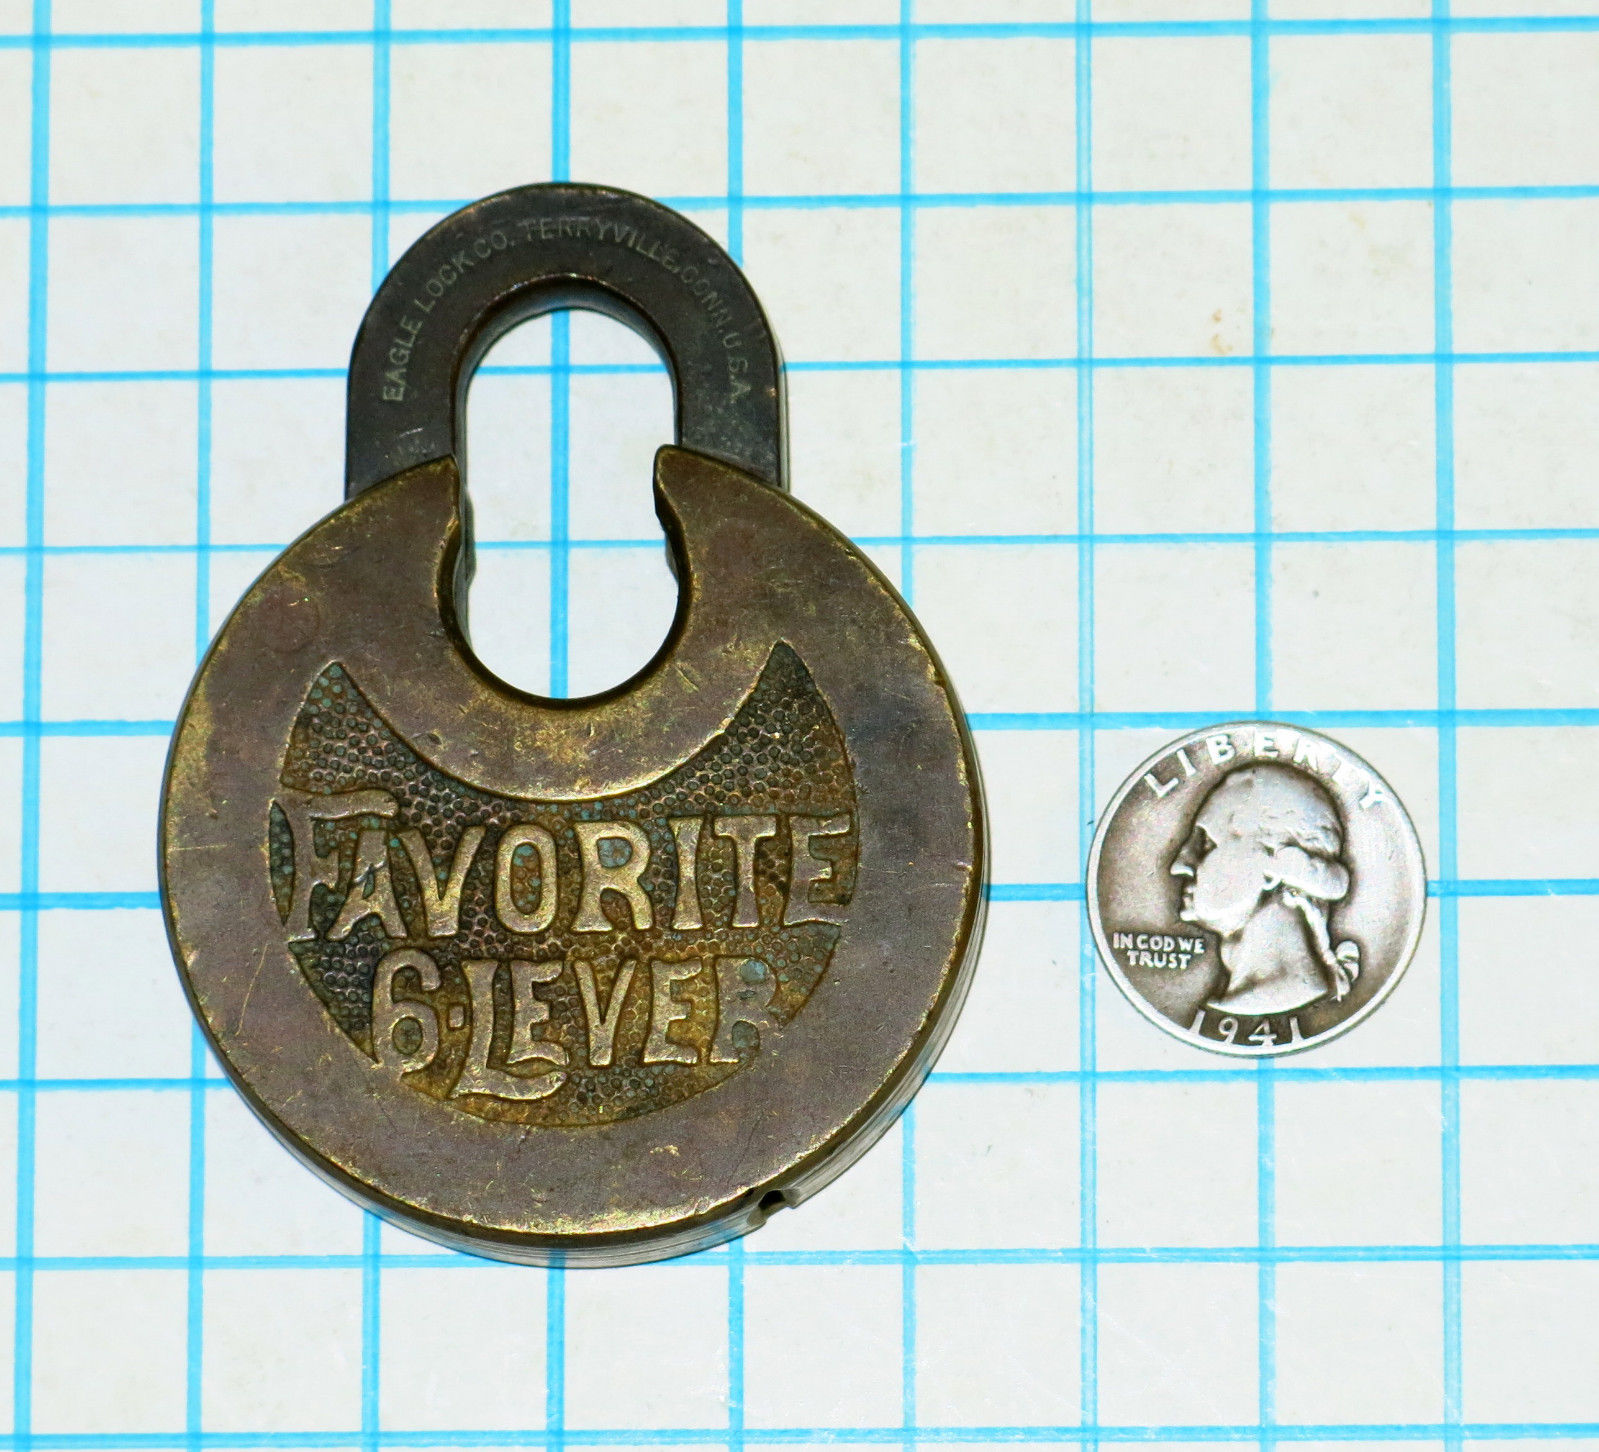 EAGLE LOCK CO. TERRYVILLE, CONN. U.S.A.
FAVORITE
6-LEVER
LIBERTY
IN GOD WE
TRUST
1941